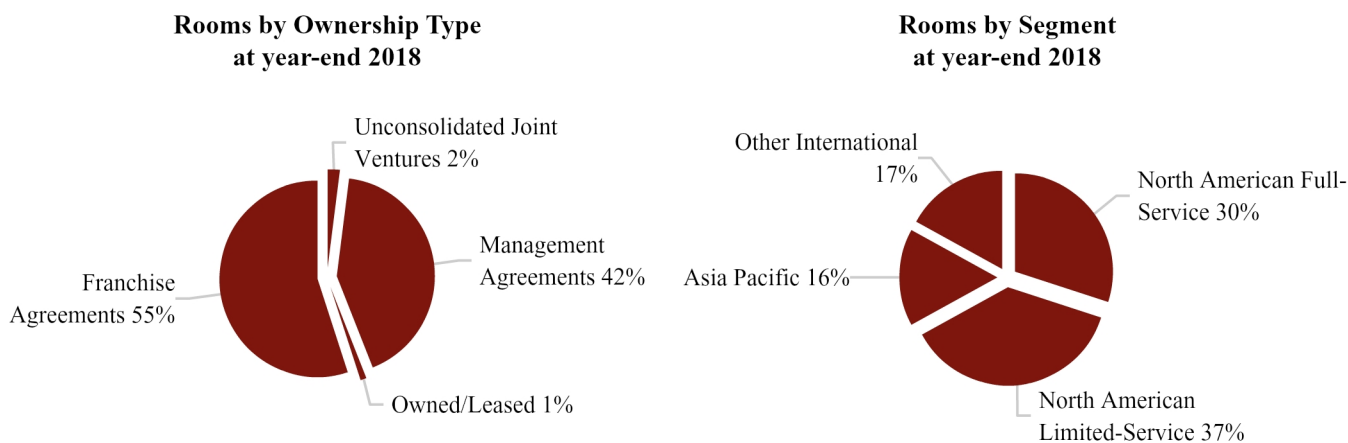 Rooms by Ownership Type
at year-end 2018
Unconsolidated Joint
Ventures 2%
Management
Agreements 42%
Franchise
Agreements 55%
Owned/Leased 1%
Rooms by Segment
at year-end 2018
Other International
17%
North American Full-
Service 30%
Asia Pacific 16%
North American
Limited-Service 37%